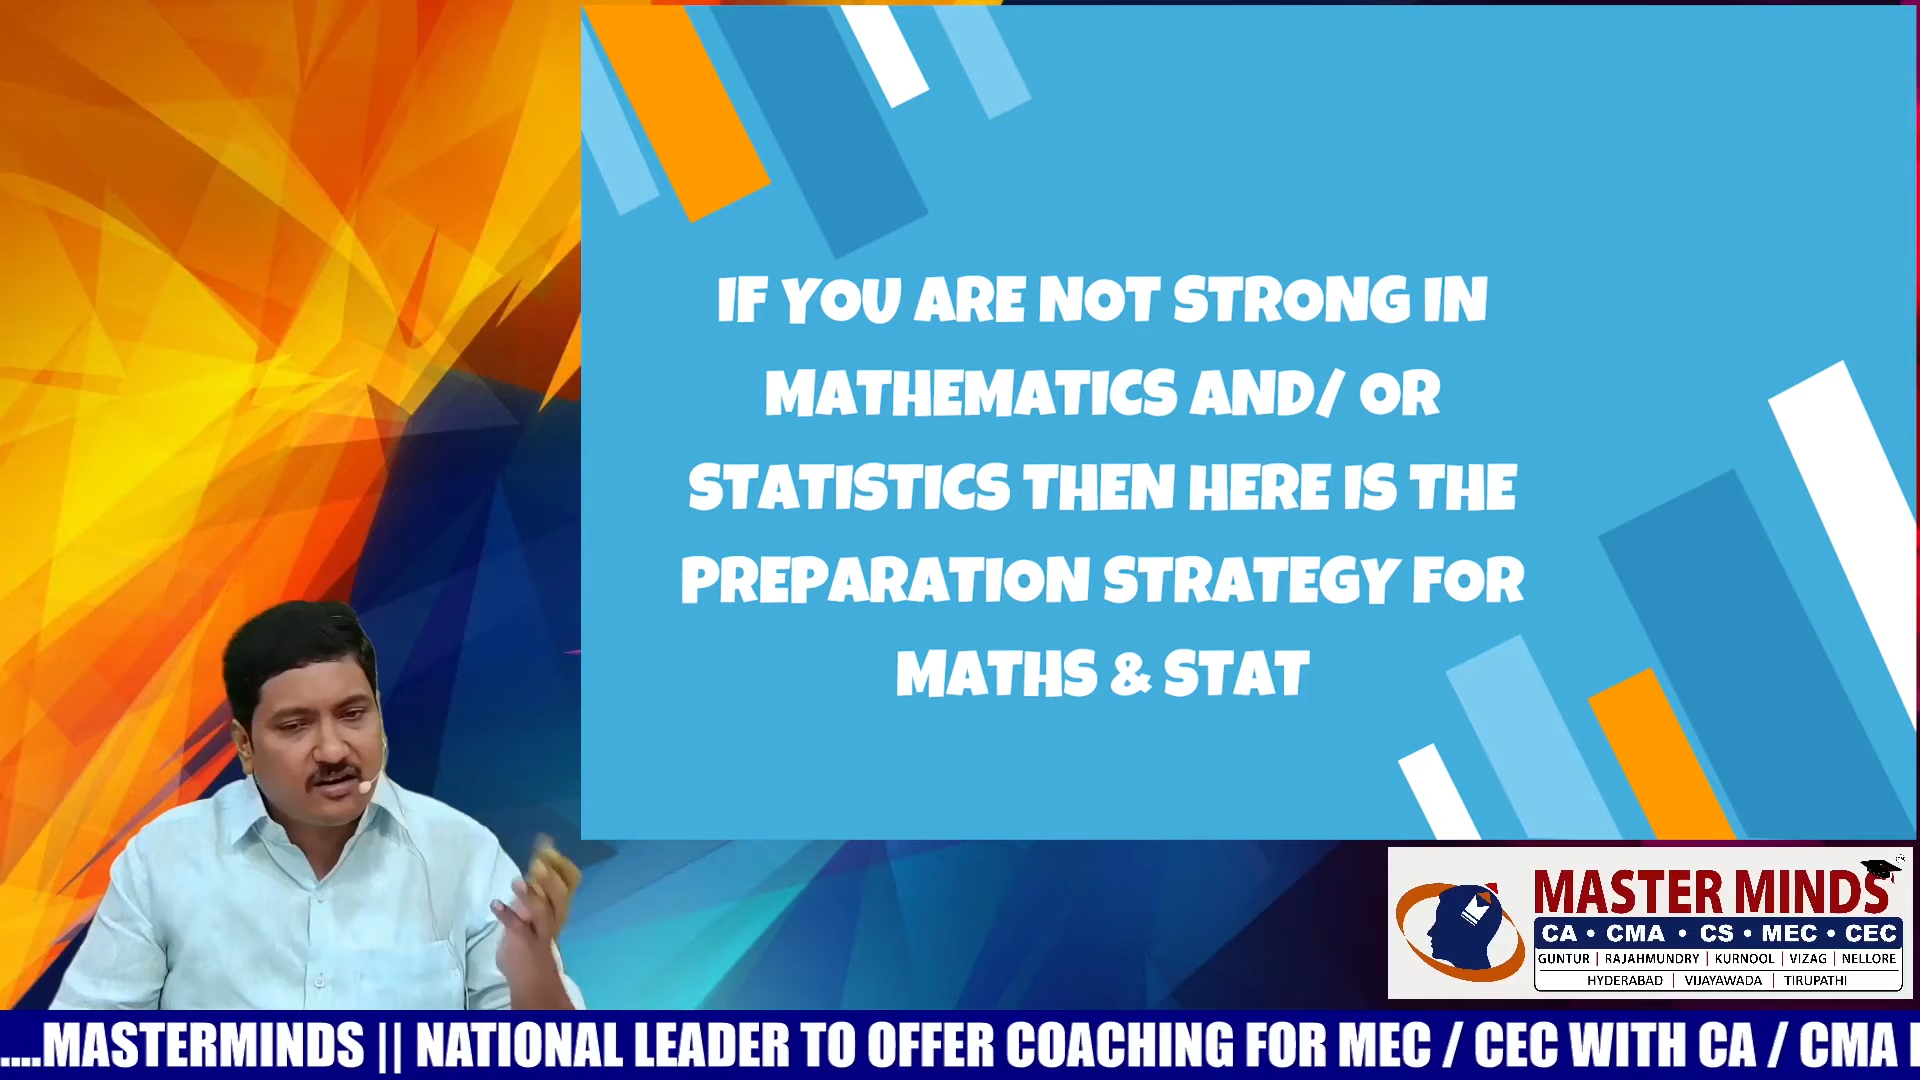 IF YOU ARE NOT STRONG IN
MATHEMATICS AND/ OR
STATISTICS THEN HERE IS THE
PREPARATION STRATEGY FOR
MATHS & STAT
MASTER MINDS
CA • CMA • CS • MEC • CEC
GUNTUR | RAJAHMUNDRY | KURNOOL | VIZAG | NELLORE
HYDERABAD | VIJAYAWADA | TIRUPATHI
....MASTERMINDS || NATIONAL LEADER TO OFFER COACHING FOR MEC / CEC WITH CA / CMA